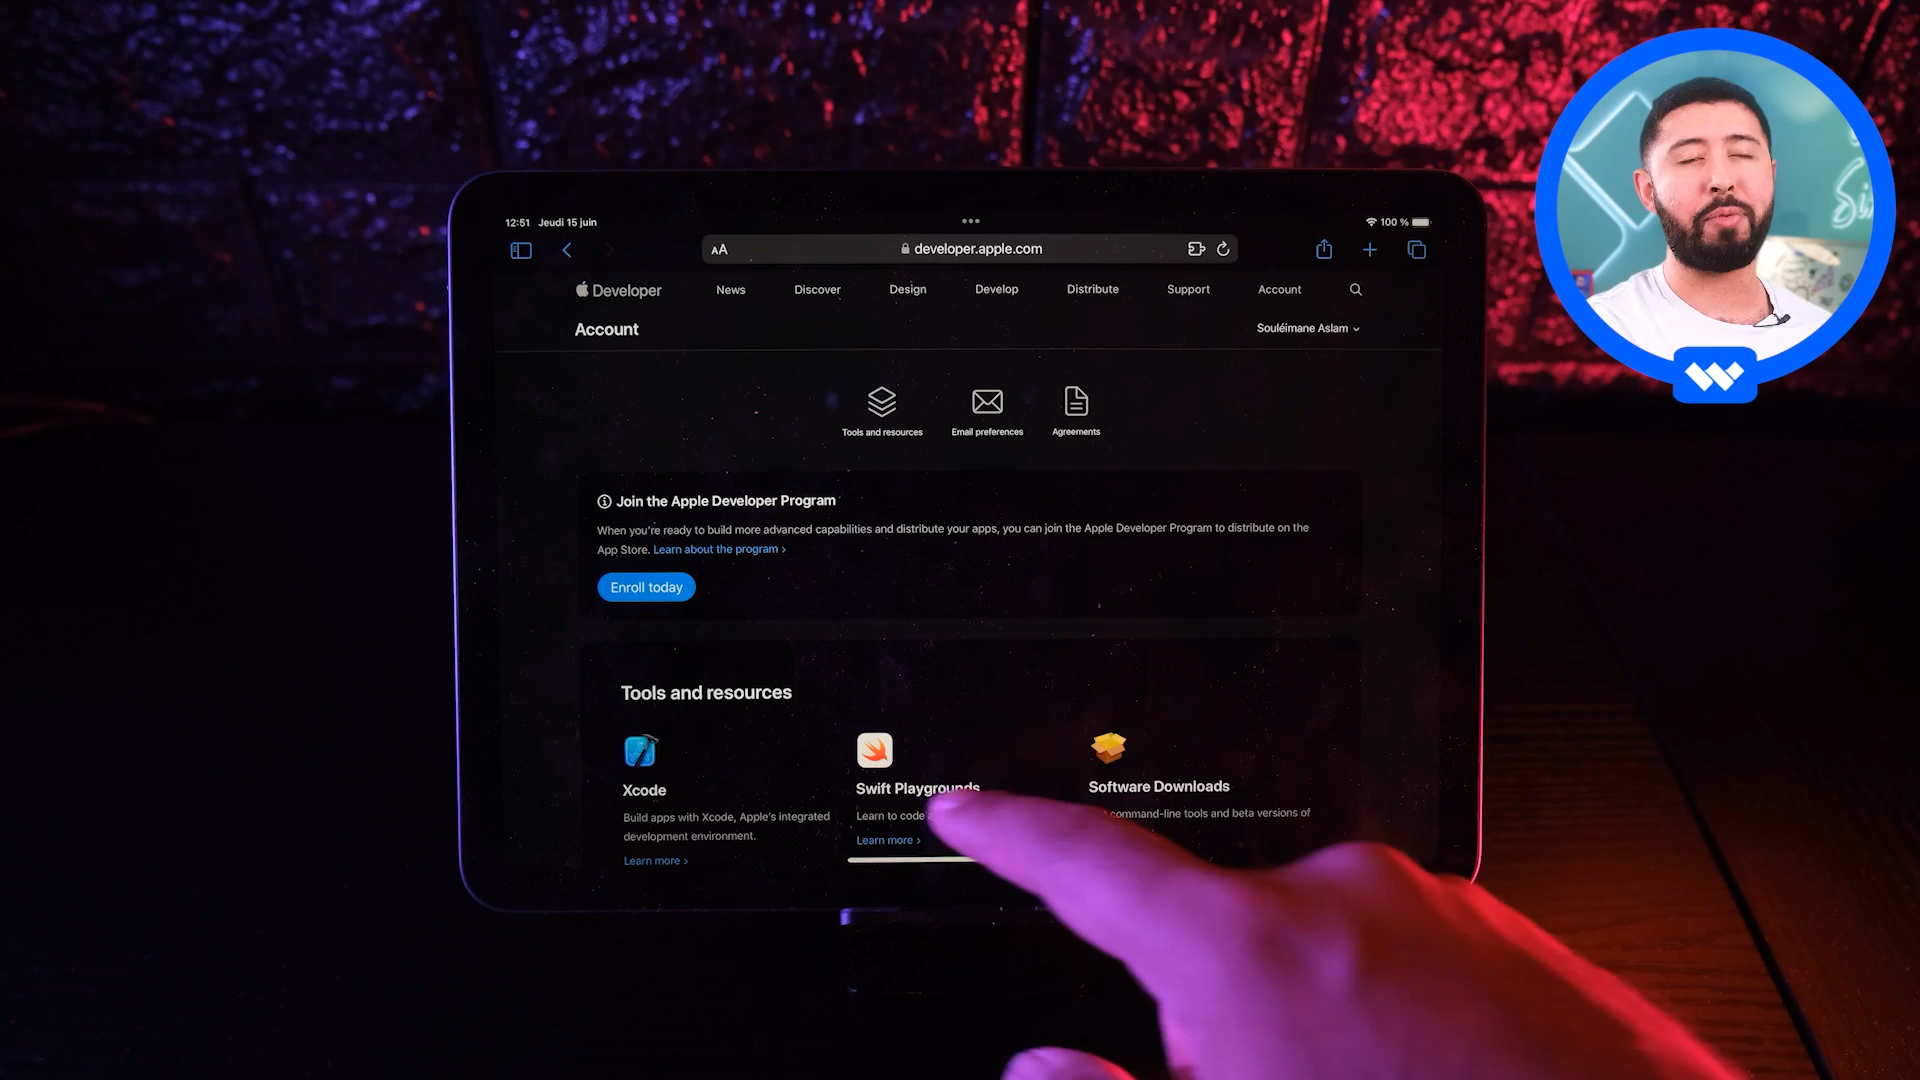 12:51 Jeudi 15 juin
100 %
AA
developer.apple.com
Developer
News
Discover
Design
Develop
Distribute
Support
Account
Account
Souléimane Aslam
Tools and resources
Email preferences
Agreements
Join the Apple Developer Program
When you're ready to build more advanced capabilities and distribute your apps, you can join the Apple Developer Program to distribute on the
App Store. Learn about the program ›
Enroll today
Tools and resources
Xcode
Build apps with Xcode, Apple's integrated
development environment.
Learn more ›
Swift Playgrounds
Learn to code
Learn more ›
Software Downloads
command-line tools and beta versions of